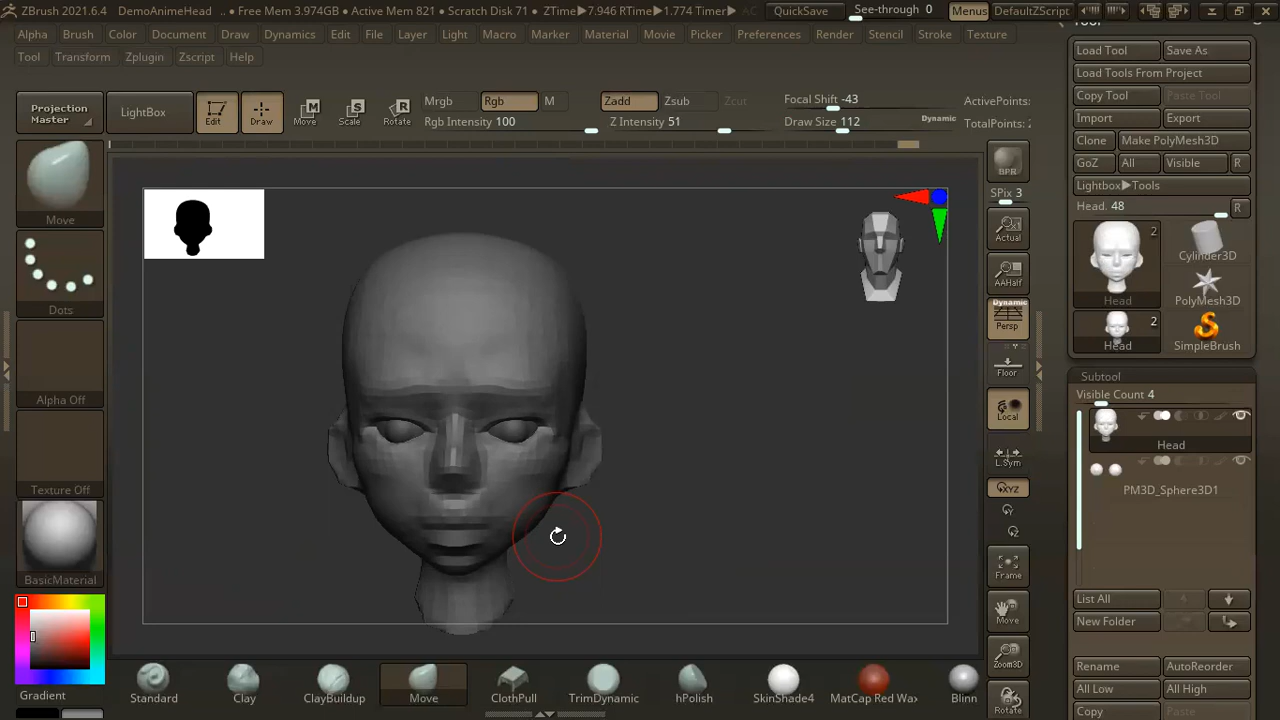 ZBrush 2021.6.4 DemoAnimeHead .. • Free Mem 3.974GB • Active Mem 821 • Scratch Disk 71 • ZTime▶7.946 RTime▶1.774 Timer▶ AC QuickSave See-through 0 Menus DefaultZScript
Alpha Brush Color Document Draw Dynamics Edit File Layer Light Macro Marker Material Movie Picker Preferences Render Stencil Stroke Texture
Tool Transform Zplugin Zscript Help
Projection Master
LightBox
Edit
Draw
Move
Scale
Rotate
Mrgb Rgb M
Rgb Intensity 100
Zadd Zsub Zcut
Z Intensity 51
Focal Shift -43
Draw Size 112
Dynamic
ActivePoints:
TotalPoints: 2
Move
Dots
Alpha Off
Texture Off
BasicMaterial
Gradient
BPR
SPix 3
Actual
AAHalf
Dynamic
Persp
Floor
Local
L.Sym
XYZ
Y
Z
Frame
Move
Zoom3D
Rotate
Standard Clay ClayBuildup Move ClothPull TrimDynamic hPolish SkinShade4 MatCap Red Wax Blinn
Tool
Load Tool Save As
Load Tools From Project
Copy Tool Paste Tool
Import Export
Clone Make PolyMesh3D
GoZ All Visible R
Lightbox▶Tools
Head. 48 R
2
Head
Cylinder3D
PolyMesh3D
2
Head
SimpleBrush
Subtool
Visible Count 4
Head
PM3D_Sphere3D1
List All
New Folder
Rename AutoReorder
All Low All High
Copy Paste